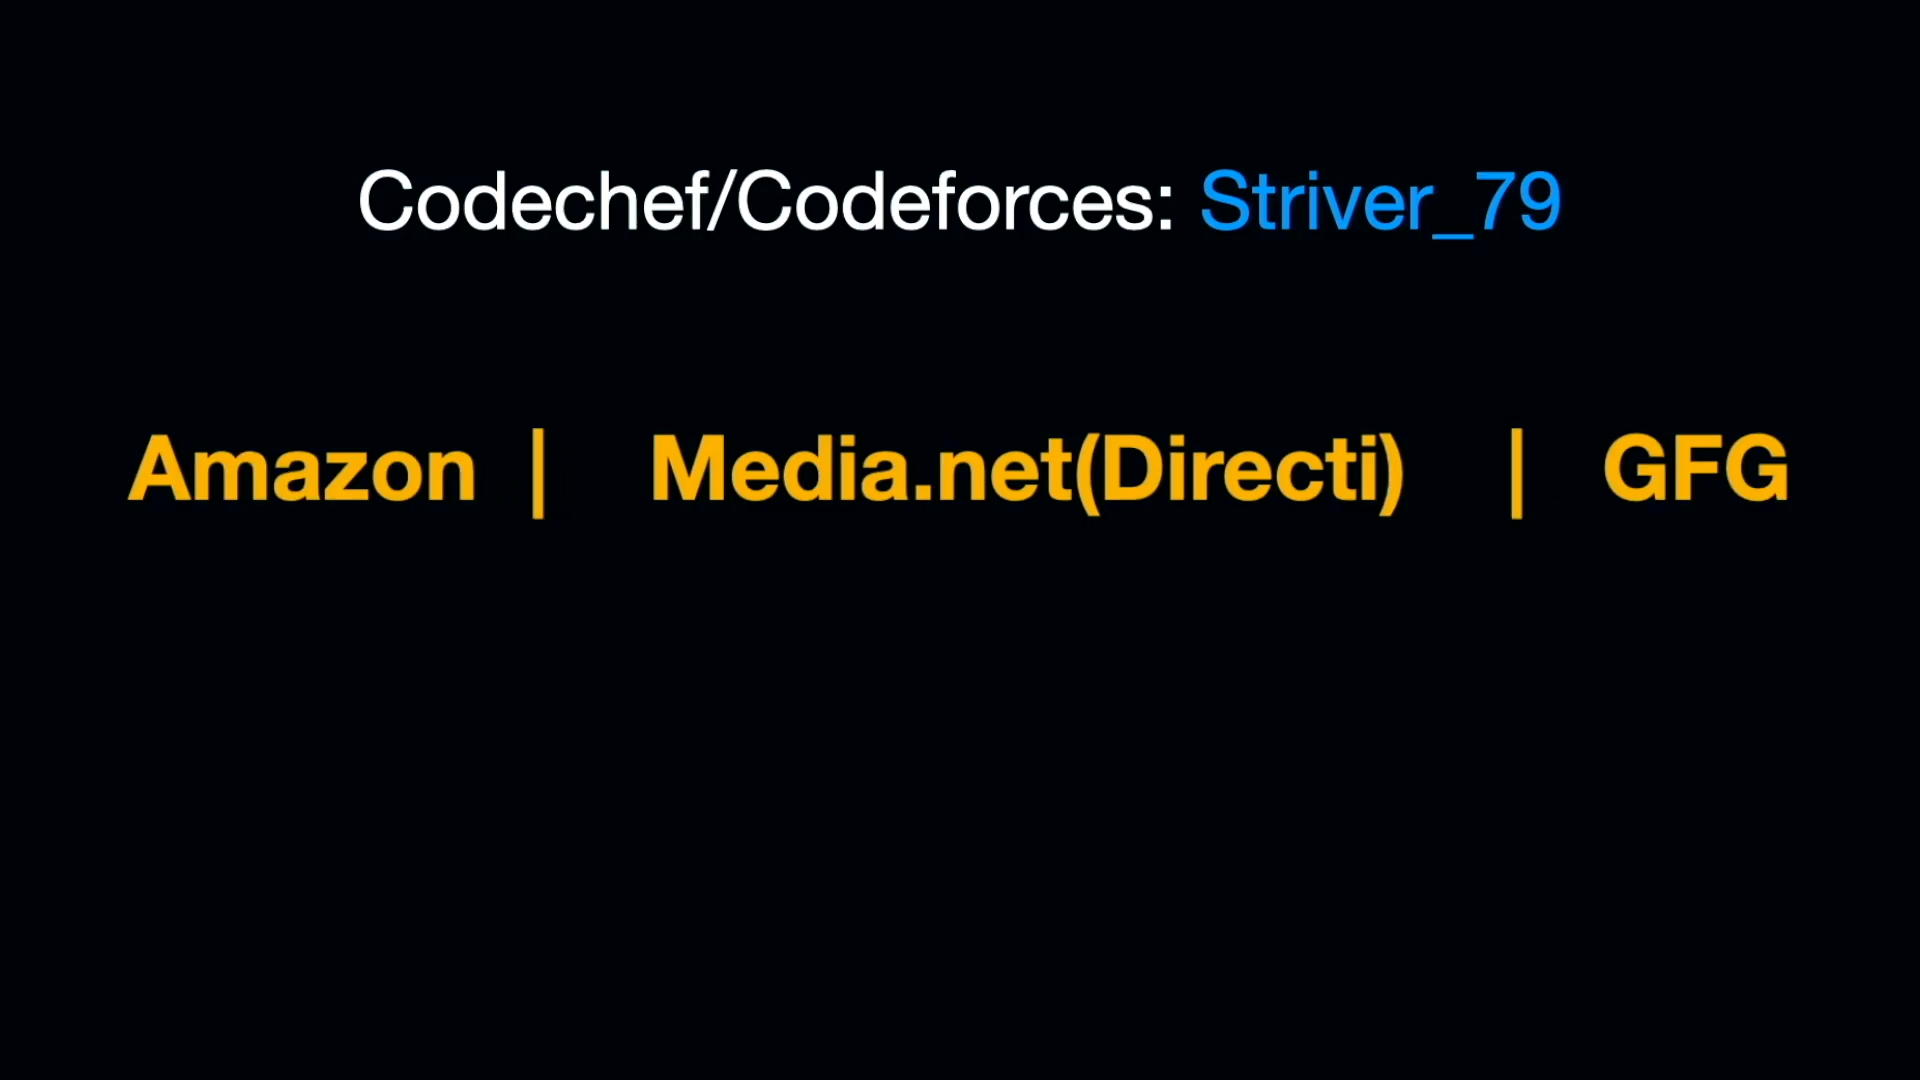 Codechef/Codeforces: Striver_79
Amazon | Media.net(Directi) | GFG